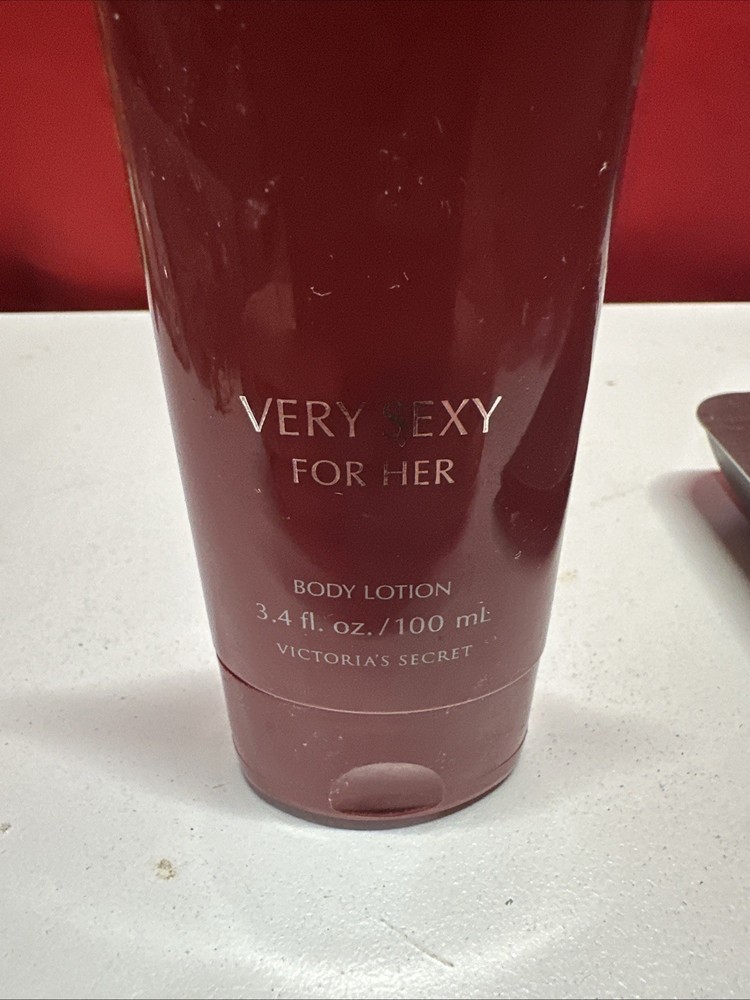 VERY SEXY
FOR HER
BODY LOTION
3.4 fl. oz./100 mL
VICTORIA'S SECRET